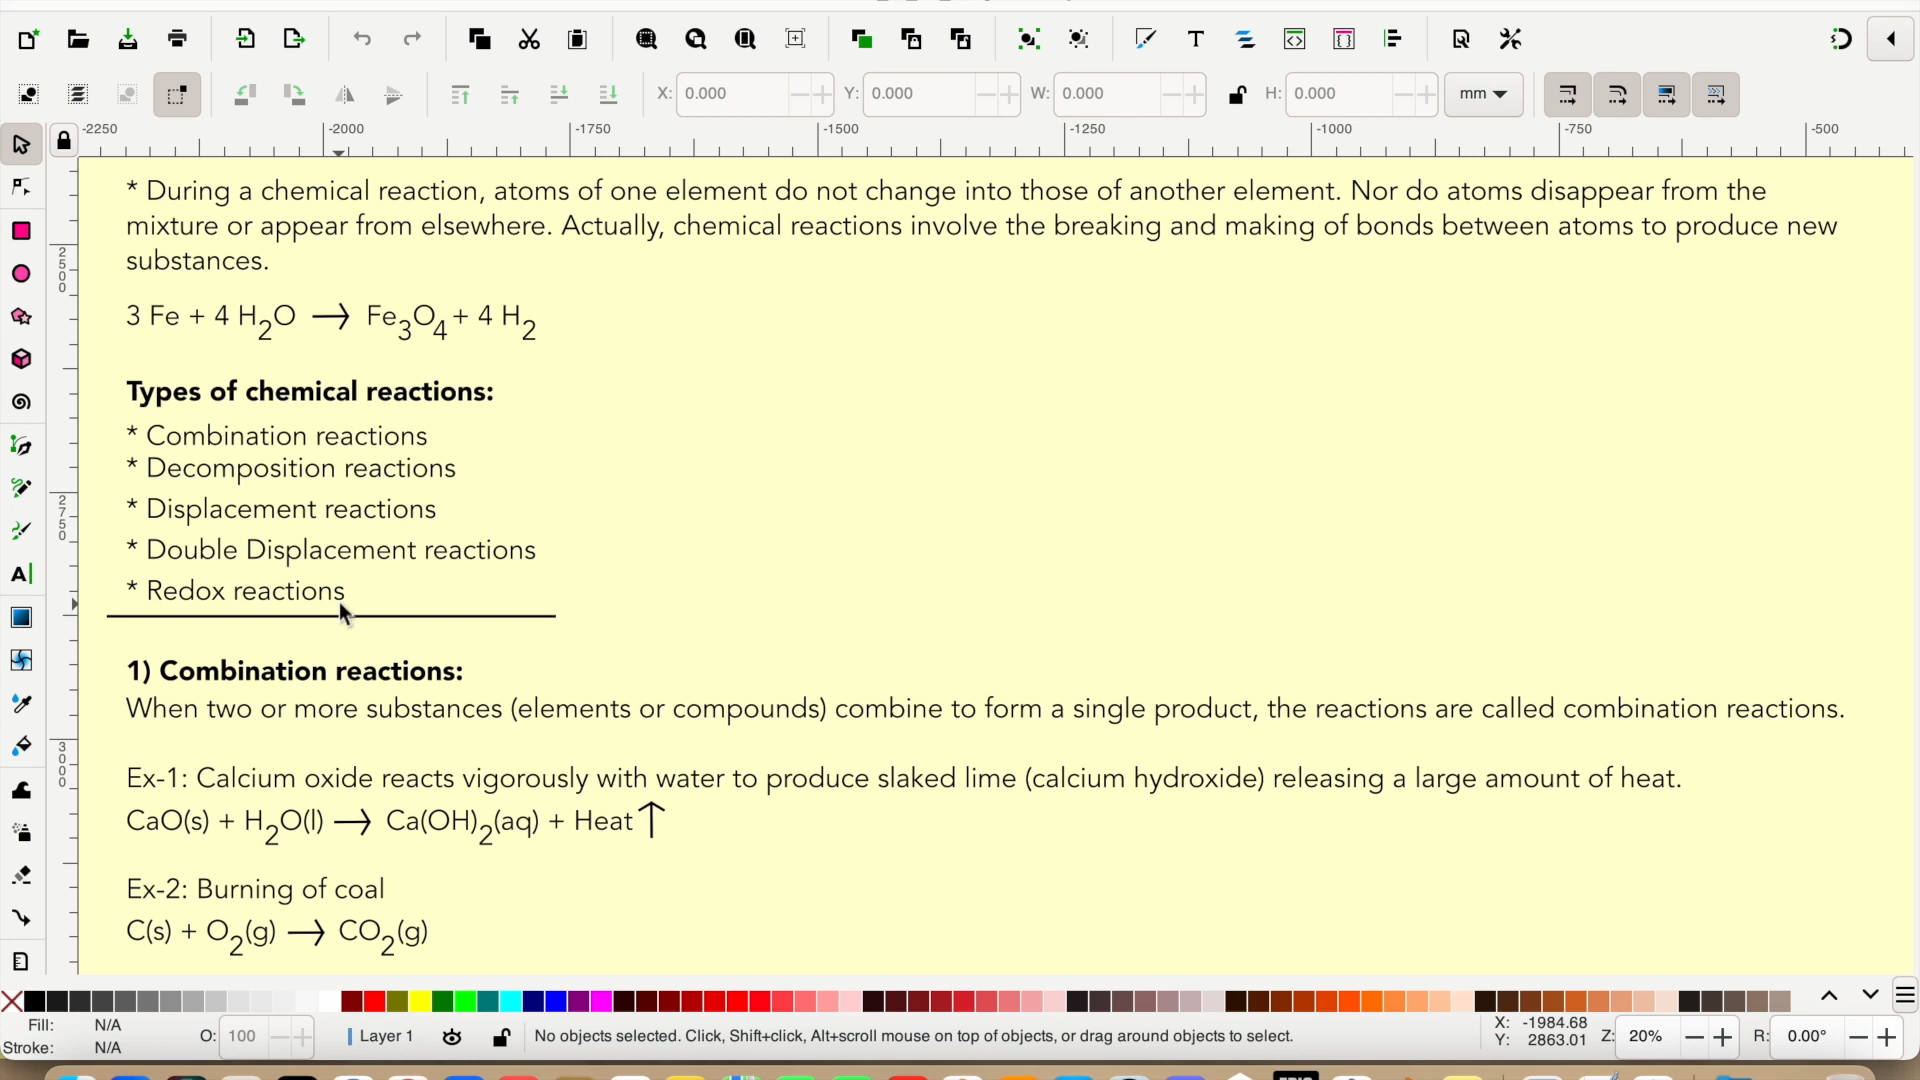 X: 0.000 Y: 0.000 W: 0.000 H: 0.000 mm
-2250 -2000 -1750 -1500 -1250 -1000 -750 -500
* During a chemical reaction, atoms of one element do not change into those of another element. Nor do atoms disappear from the
mixture or appear from elsewhere. Actually, chemical reactions involve the breaking and making of bonds between atoms to produce new
substances.
2500
3 Fe + 4 H₂O → Fe₃O₄ + 4 H₂
Types of chemical reactions:
* Combination reactions
* Decomposition reactions
* Displacement reactions
2750
* Double Displacement reactions
* Redox reactions
1) Combination reactions:
When two or more substances (elements or compounds) combine to form a single product, the reactions are called combination reactions.
3000
Ex-1: Calcium oxide reacts vigorously with water to produce slaked lime (calcium hydroxide) releasing a large amount of heat.
CaO(s) + H₂O(l) → Ca(OH)₂(aq) + Heat ↑
Ex-2: Burning of coal
C(s) + O₂(g) → CO₂(g)
Fill: N/A
Stroke: N/A
O: 100
Layer 1
No objects selected. Click, Shift+click, Alt+scroll mouse on top of objects, or drag around objects to select.
X: -1984.68
Y: 2863.01
Z: 20%
R: 0.00°